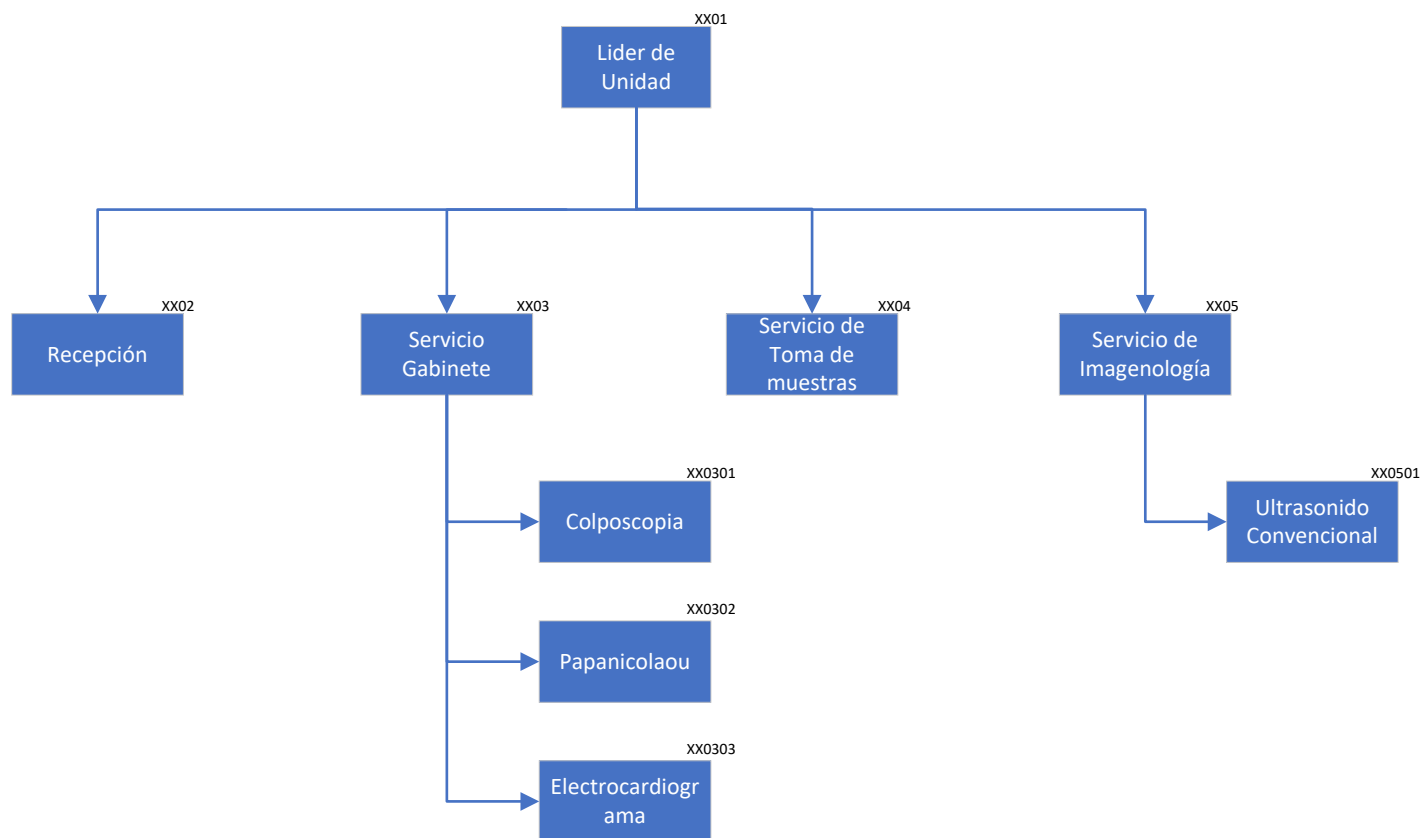 XX01
Lider de
Unidad
XX02
Recepción
XX03
Servicio
Gabinete
XX04
Servicio de
Toma de
muestras
XX05
Servicio de
Imagenología
XX0301
Colposcopia
XX0501
Ultrasonido
Convencional
XX0302
Papanicolaou
XX0303
Electrocardiogr
ama